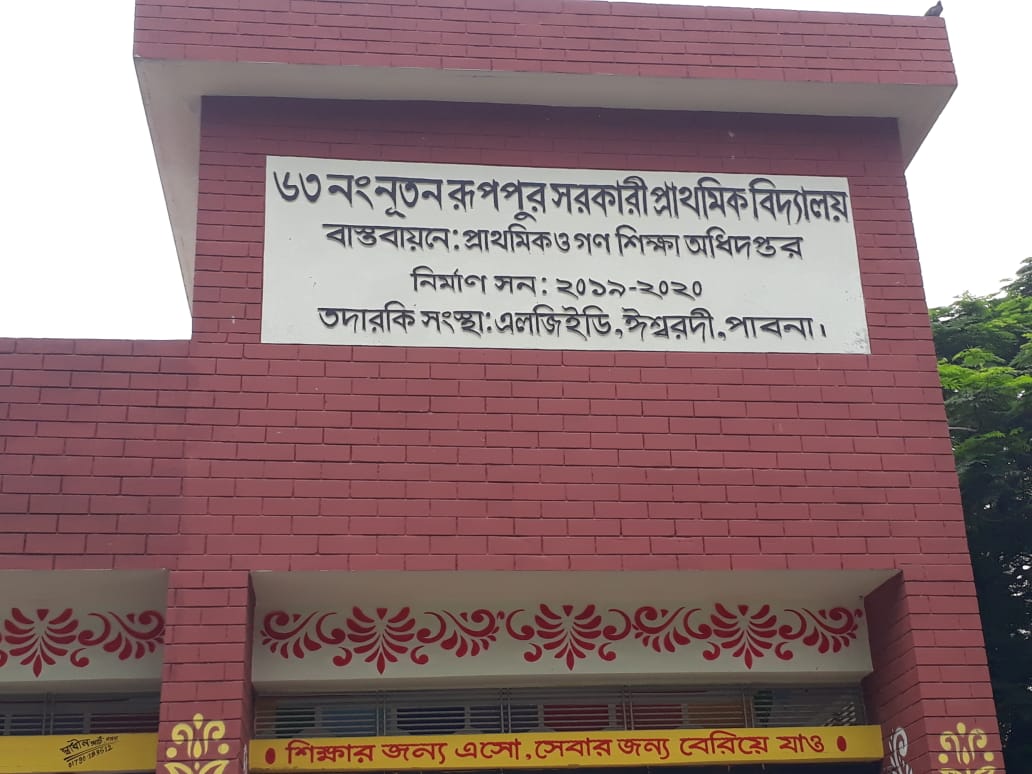 ৬৩ নং নূতন রূপপুর সরকারী প্রাথমিক বিদ্যালয়
বাস্তবায়নে: প্রাথমিক ও গণ শিক্ষা অধিদপ্তর
নির্মাণ সন: ২০১৯-২০২০
তদারকি সংস্থা: এলজিইডি, ঈশ্বরদী, পাবনা।
• শিক্ষার জন্য এসো, সেবার জন্য বেরিয়ে যাও •